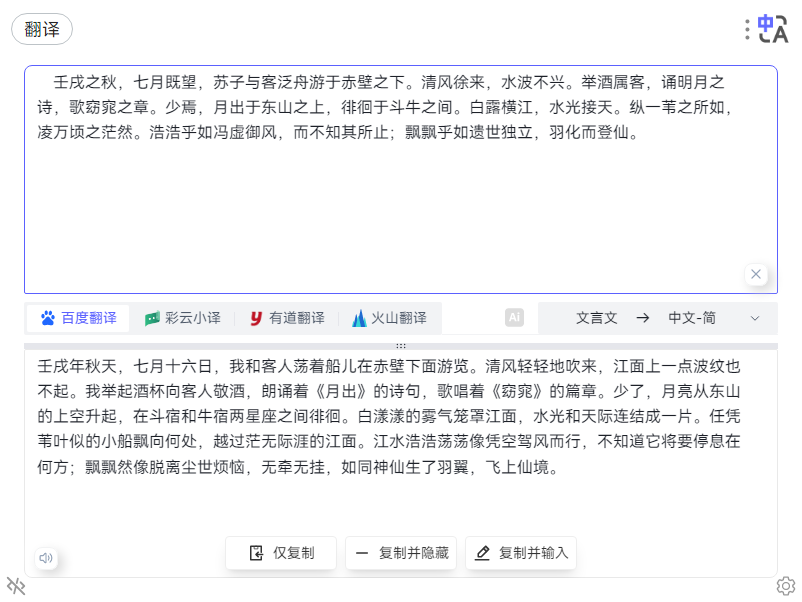 翻译
中A
壬戌之秋，七月既望，苏子与客泛舟游于赤壁之下。清风徐来，水波不兴。举酒属客，诵明月之
诗，歌窈窕之章。少焉，月出于东山之上，徘徊于斗牛之间。白露横江，水光接天。纵一苇之所如，
凌万顷之茫然。浩浩乎如冯虚御风，而不知其所止；飘飘乎如遗世独立，羽化而登仙。
百度翻译 彩云小译 y 有道翻译 火山翻译 Ai 文言文 → 中文-简
壬戌年秋天，七月十六日，我和客人荡着船儿在赤壁下面游览。清风轻轻地吹来，江面上一点波纹也
不起。我举起酒杯向客人敬酒，朗诵着《月出》的诗句，歌唱着《窈窕》的篇章。少了，月亮从东山
的上空升起，在斗宿和牛宿两星座之间徘徊。白漾漾的雾气笼罩江面，水光和天际连结成一片。任凭
苇叶似的小船飘向何处，越过茫无际涯的江面。江水浩浩荡荡像凭空驾风而行，不知道它将要停息在
何方；飘飘然像脱离尘世烦恼，无牵无挂，如同神仙生了羽翼，飞上仙境。
仅复制 复制并隐藏 复制并输入